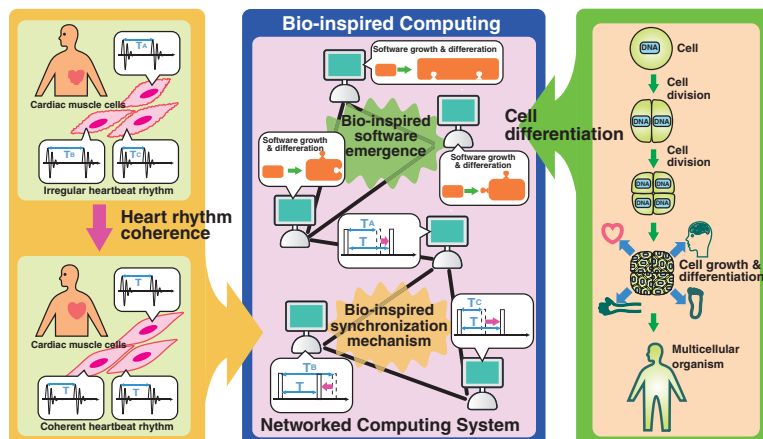 TA
Cardiac muscle cells
TB
TC
Irregular heartbeat rhythm
Heart rhythm
coherence
T
Cardiac muscle cells
T
T
Coherent heartbeat rhythm
Bio-inspired Computing
Software growth & differeration
Bio-inspired
software
emergence
Software growth
& differeration
Software growth
& differeration
TA
T
Bio-inspired
synchronization
mechanism
TC
T
TB
T
Networked Computing System
Cell
differentiation
DNA
Cell
Cell
division
DNA
DNA
Cell
division
DNA
DNA
DNA
DNA
Cell growth &
differentiation
Multicellular
organism